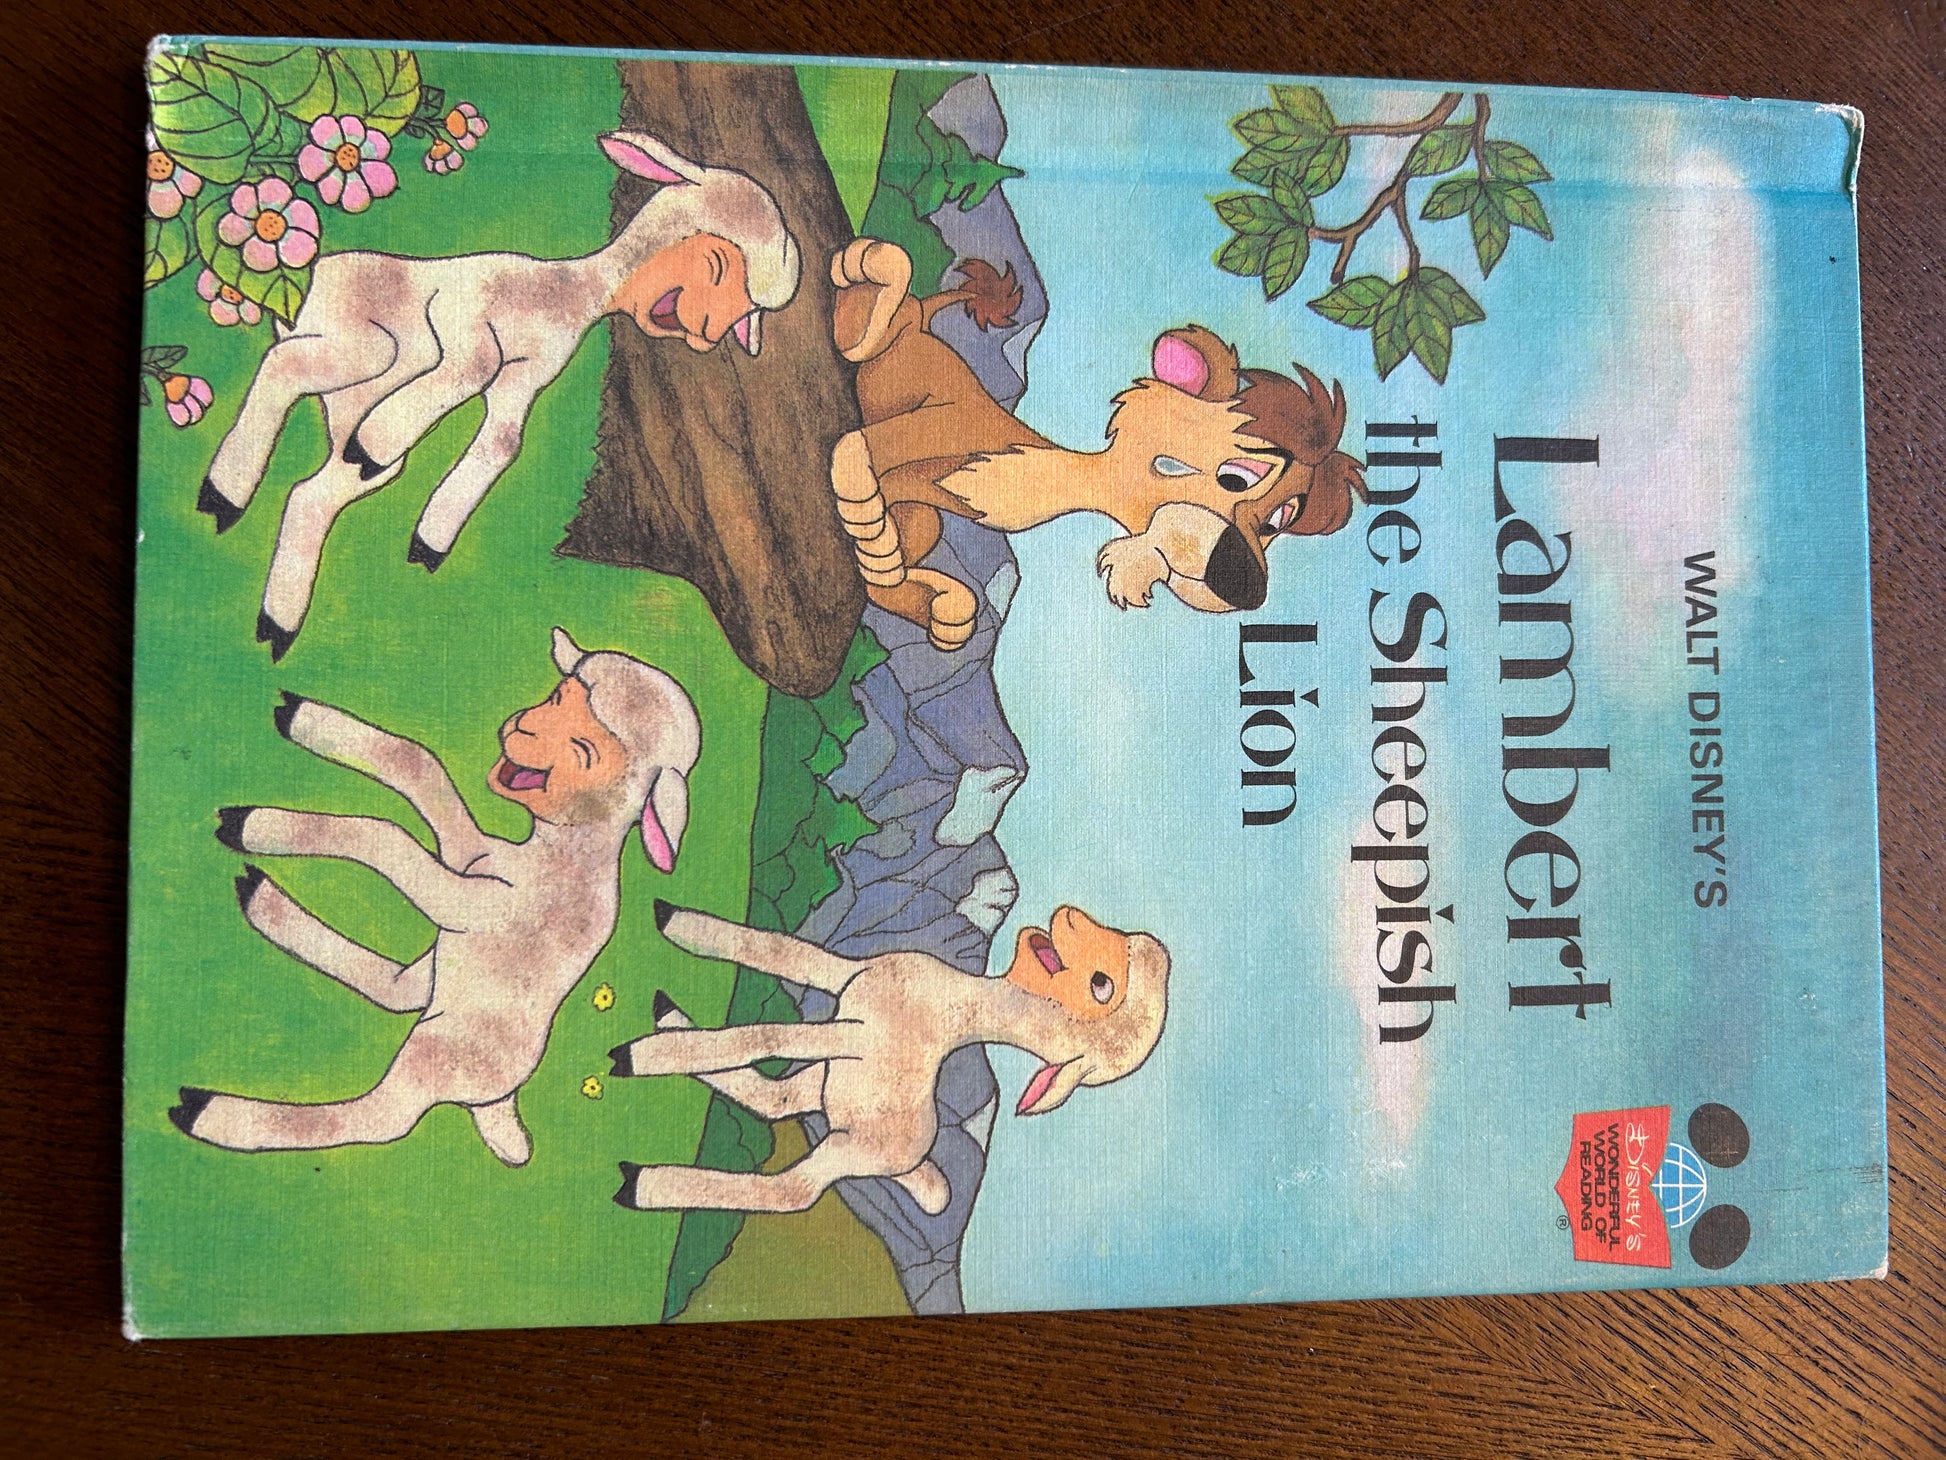 WALT DISNEY'S
Lambert
the Sheepish
Lion
DISNEY'S
WONDERFUL
WORLD OF
READING
®